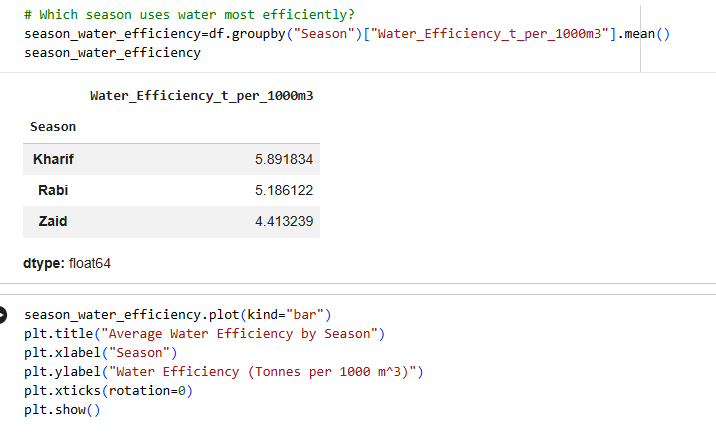 # Which season uses water most efficiently?
season_water_efficiency=df.groupby("Season")["Water_Efficiency_t_per_1000m3"].mean()
season_water_efficiency
Water_Efficiency_t_per_1000m3
Season
Kharif 5.891834
Rabi 5.186122
Zaid 4.413239
dtype: float64
season_water_efficiency.plot(kind="bar")
plt.title("Average Water Efficiency by Season")
plt.xlabel("Season")
plt.ylabel("Water Efficiency (Tonnes per 1000 m^3)")
plt.xticks(rotation=0)
plt.show()